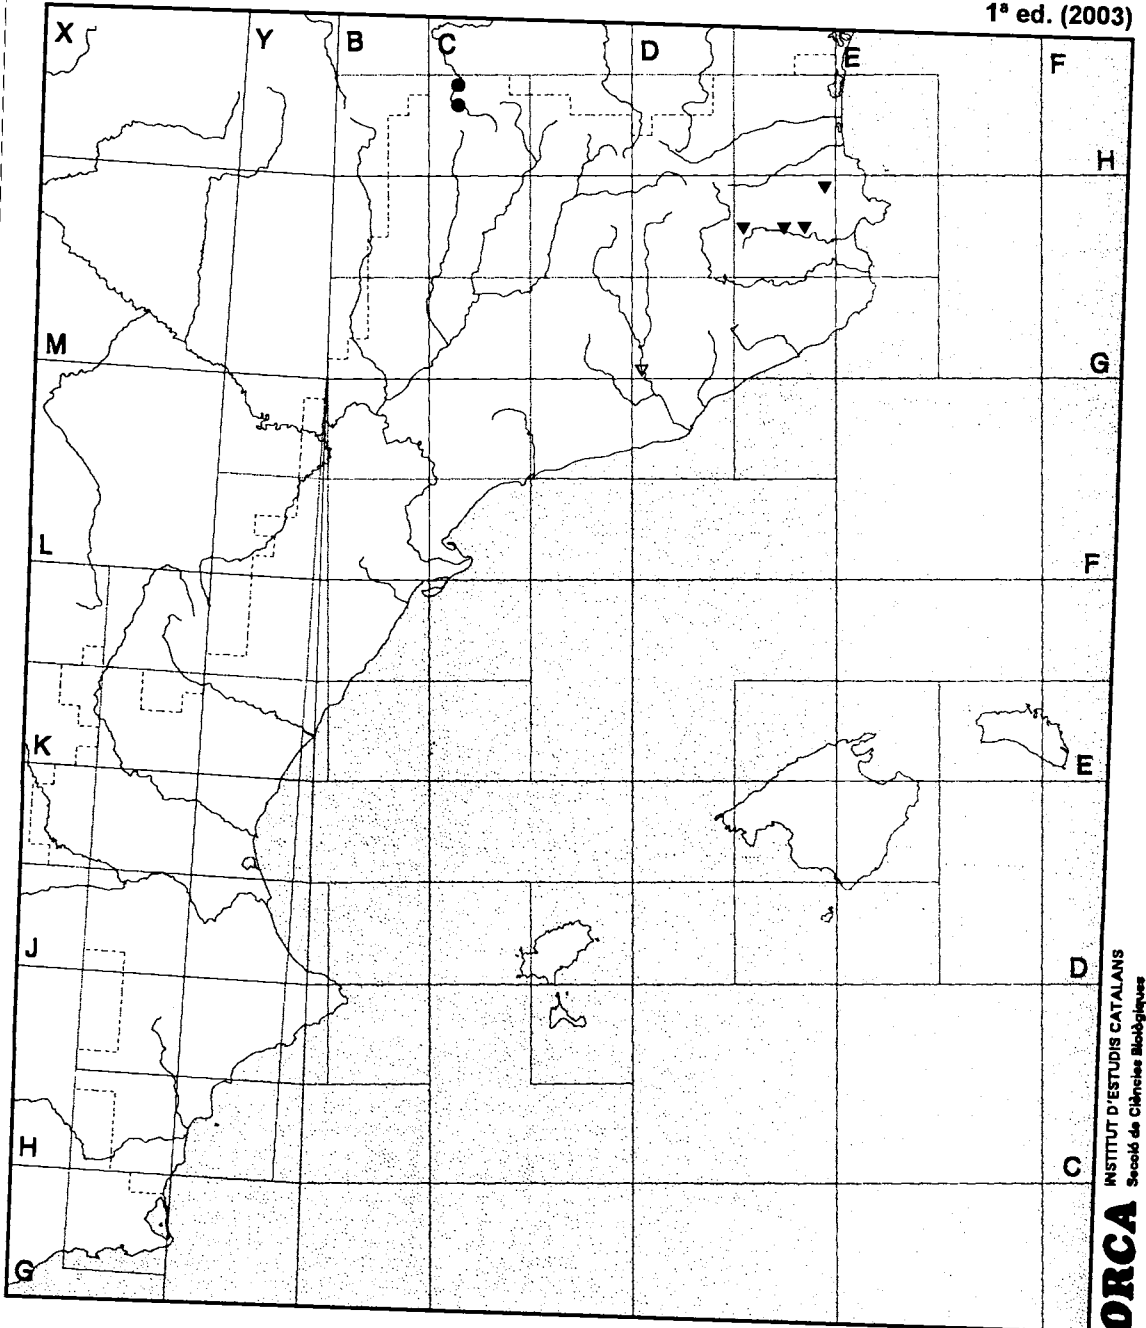 1ª ed. (2003)
X
Y
B
C
D
E
F
H
M
G
L
F
K
E
J
D
H
C
G
ORCA
INSTITUT D'ESTUDIS CATALANS
Secció de Ciències Biològiques